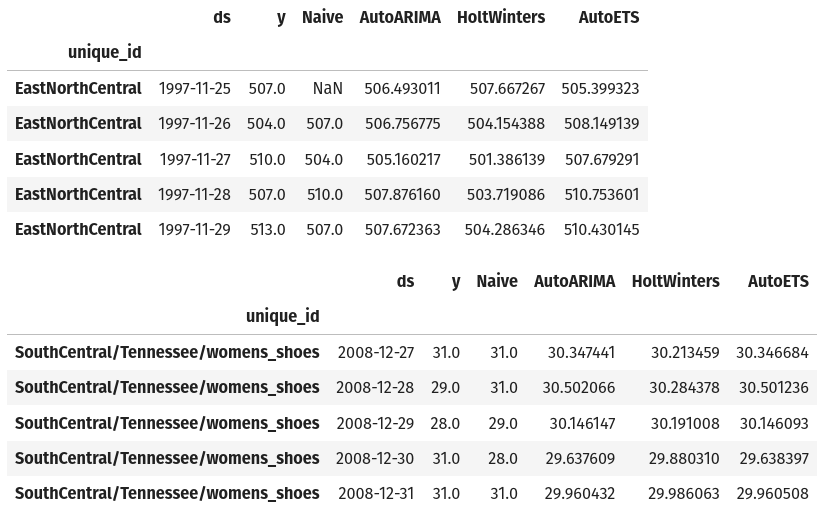 ds y Naive AutoARIMA HoltWinters AutoETS
unique_id
EastNorthCentral 1997-11-25 507.0 NaN 506.493011 507.667267 505.399323
EastNorthCentral 1997-11-26 504.0 507.0 506.756775 504.154388 508.149139
EastNorthCentral 1997-11-27 510.0 504.0 505.160217 501.386139 507.679291
EastNorthCentral 1997-11-28 507.0 510.0 507.876160 503.719086 510.753601
EastNorthCentral 1997-11-29 513.0 507.0 507.672363 504.286346 510.430145
ds y Naive AutoARIMA HoltWinters AutoETS
unique_id
SouthCentral/Tennessee/womens_shoes 2008-12-27 31.0 31.0 30.347441 30.213459 30.346684
SouthCentral/Tennessee/womens_shoes 2008-12-28 29.0 31.0 30.502066 30.284378 30.501236
SouthCentral/Tennessee/womens_shoes 2008-12-29 28.0 29.0 30.146147 30.191008 30.146093
SouthCentral/Tennessee/womens_shoes 2008-12-30 31.0 28.0 29.637609 29.880310 29.638397
SouthCentral/Tennessee/womens_shoes 2008-12-31 31.0 31.0 29.960432 29.986063 29.960508